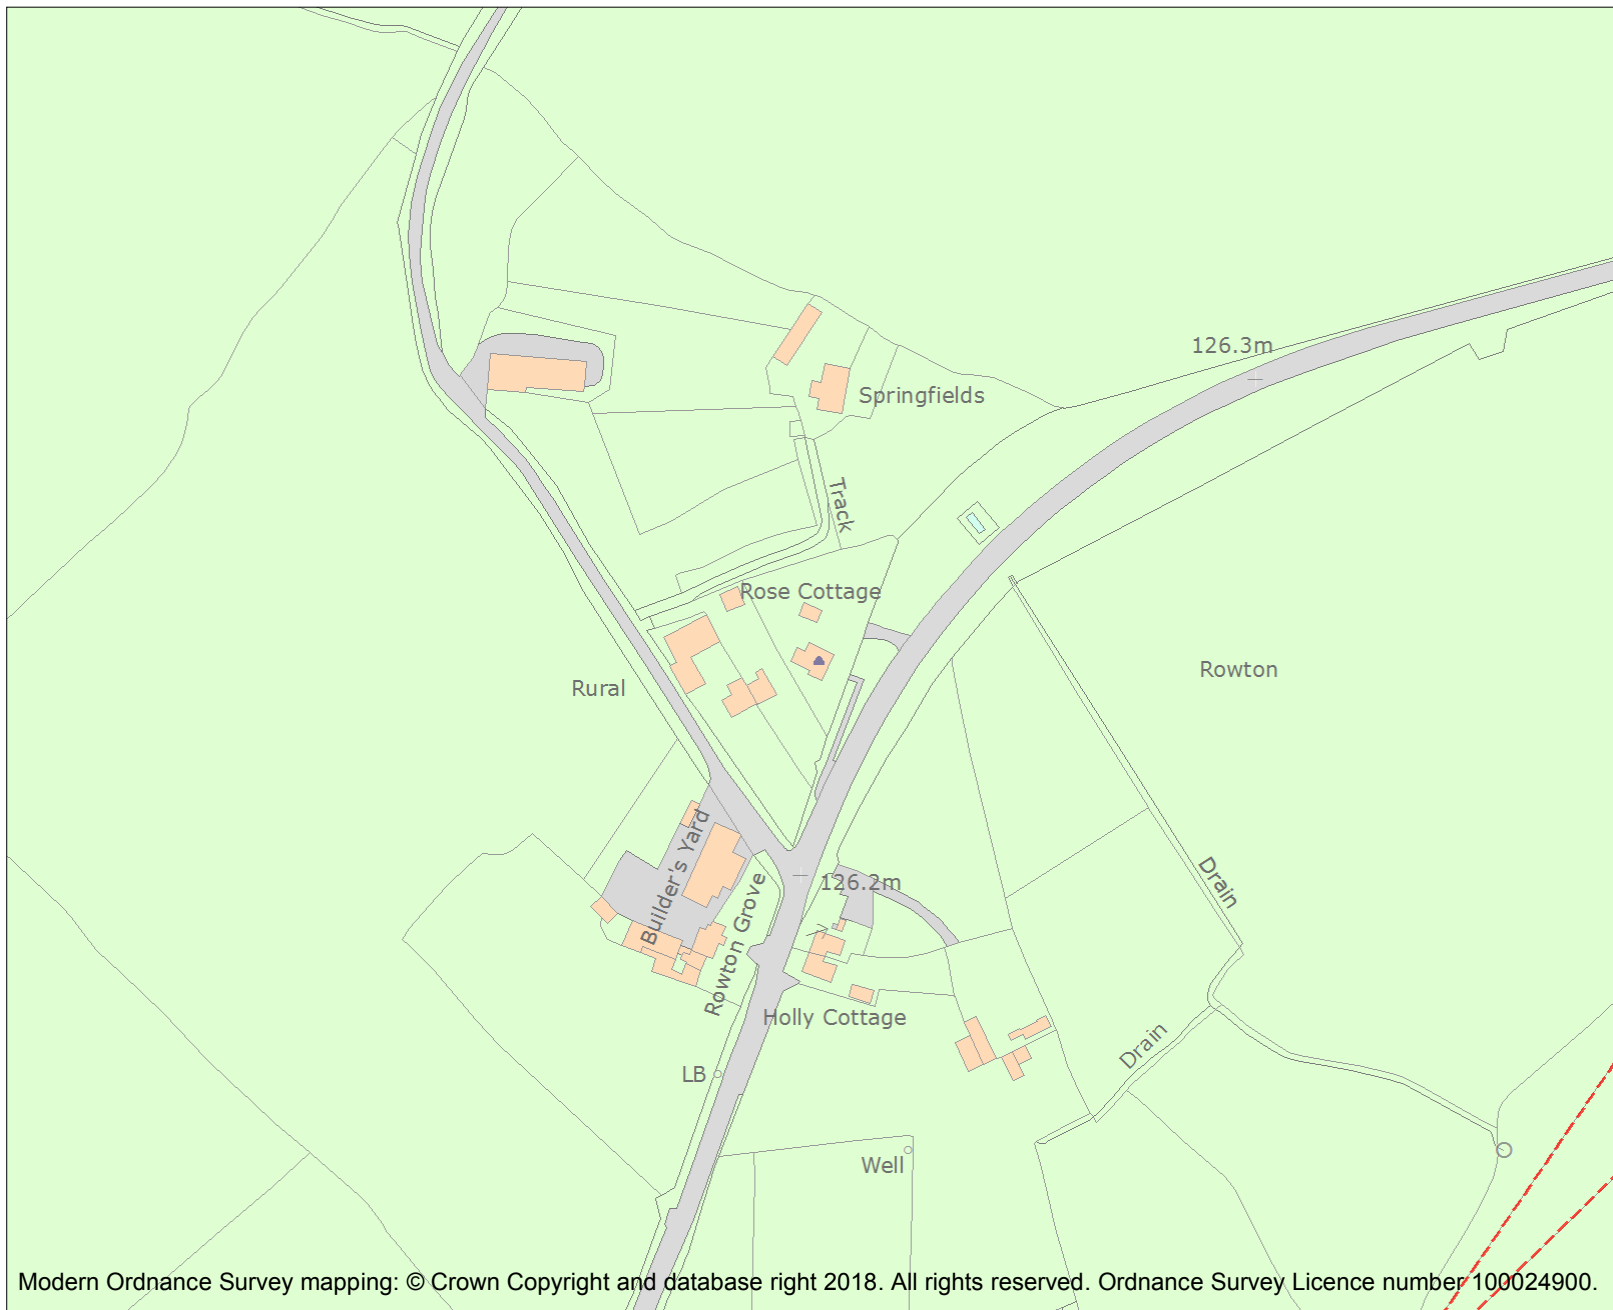 126.3m
Springfields
Track
Rose Cottage
Rowton
Rural
Builder's Yard
Drain
126.2m
Rowton Grove
7
Holly Cottage
Drain
LB
Well
Modern Ordnance Survey mapping: © Crown Copyright and database right 2018. All rights reserved. Ordnance Survey Licence number 100024900.